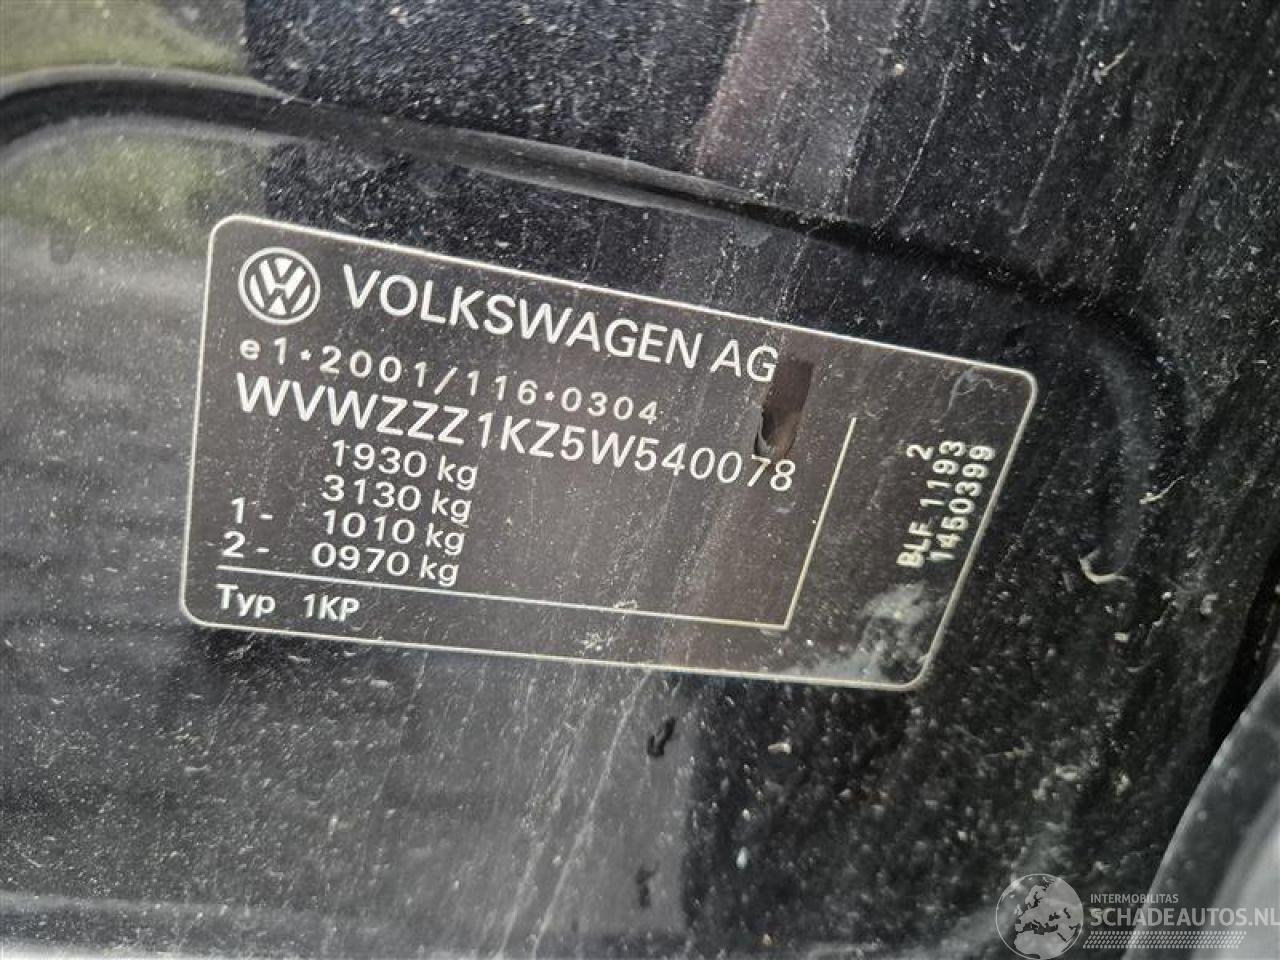 VOLKSWAGEN AG
e1*2001/116*0304
WVWZZZ1KZ5W540078
1930 kg
3130 kg
1- 1010 kg
2- 0970 kg
Typ 1KP
2
BLF 1193
1450399
INTERMOBILITAS
SCHADEAUTOS.NL